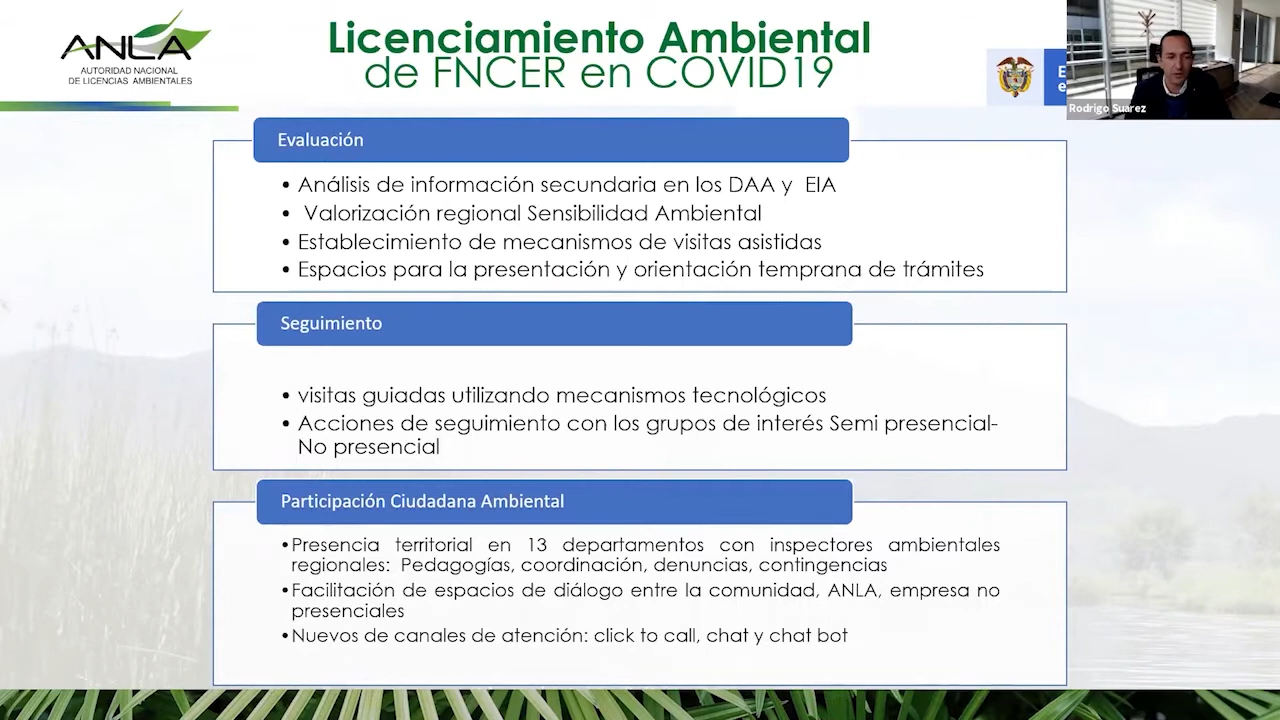 ANLA
AUTORIDAD NACIONAL
DE LICENCIAS AMBIENTALES
Licenciamiento Ambiental
de FNCER en COVID19
Rodrigo Suarez
Evaluación
• Análisis de información secundaria en los DAA y EIA
• Valorización regional Sensibilidad Ambiental
• Establecimiento de mecanismos de visitas asistidas
• Espacios para la presentación y orientación temprana de trámites
Seguimiento
• visitas guiadas utilizando mecanismos tecnológicos
• Acciones de seguimiento con los grupos de interés Semi presencial-
No presencial
Participación Ciudadana Ambiental
• Presencia territorial en 13 departamentos con inspectores ambientales
regionales: Pedagogías, coordinación, denuncias, contingencias
• Facilitación de espacios de diálogo entre la comunidad, ANLA, empresa no
presenciales
• Nuevos de canales de atención: click to call, chat y chat bot